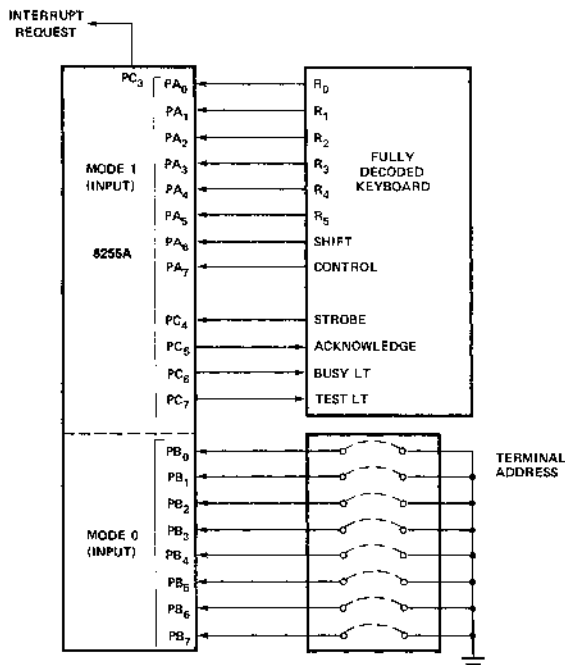 INTERRUPT
REQUEST
PC3
PA0
PA1
PA2
PA3
PA4
PA5
PA6
PA7
MODE 1
(INPUT)
8255A
PC4
PC5
PC6
PC7
R0
R1
R2
R3
R4
R5
SHIFT
CONTROL
FULLY
DECODED
KEYBOARD
STROBE
ACKNOWLEDGE
BUSY LT
TEST LT
PB0
PB1
PB2
PB3
PB4
PB5
PB6
PB7
MODE 0
(INPUT)
TERMINAL
ADDRESS